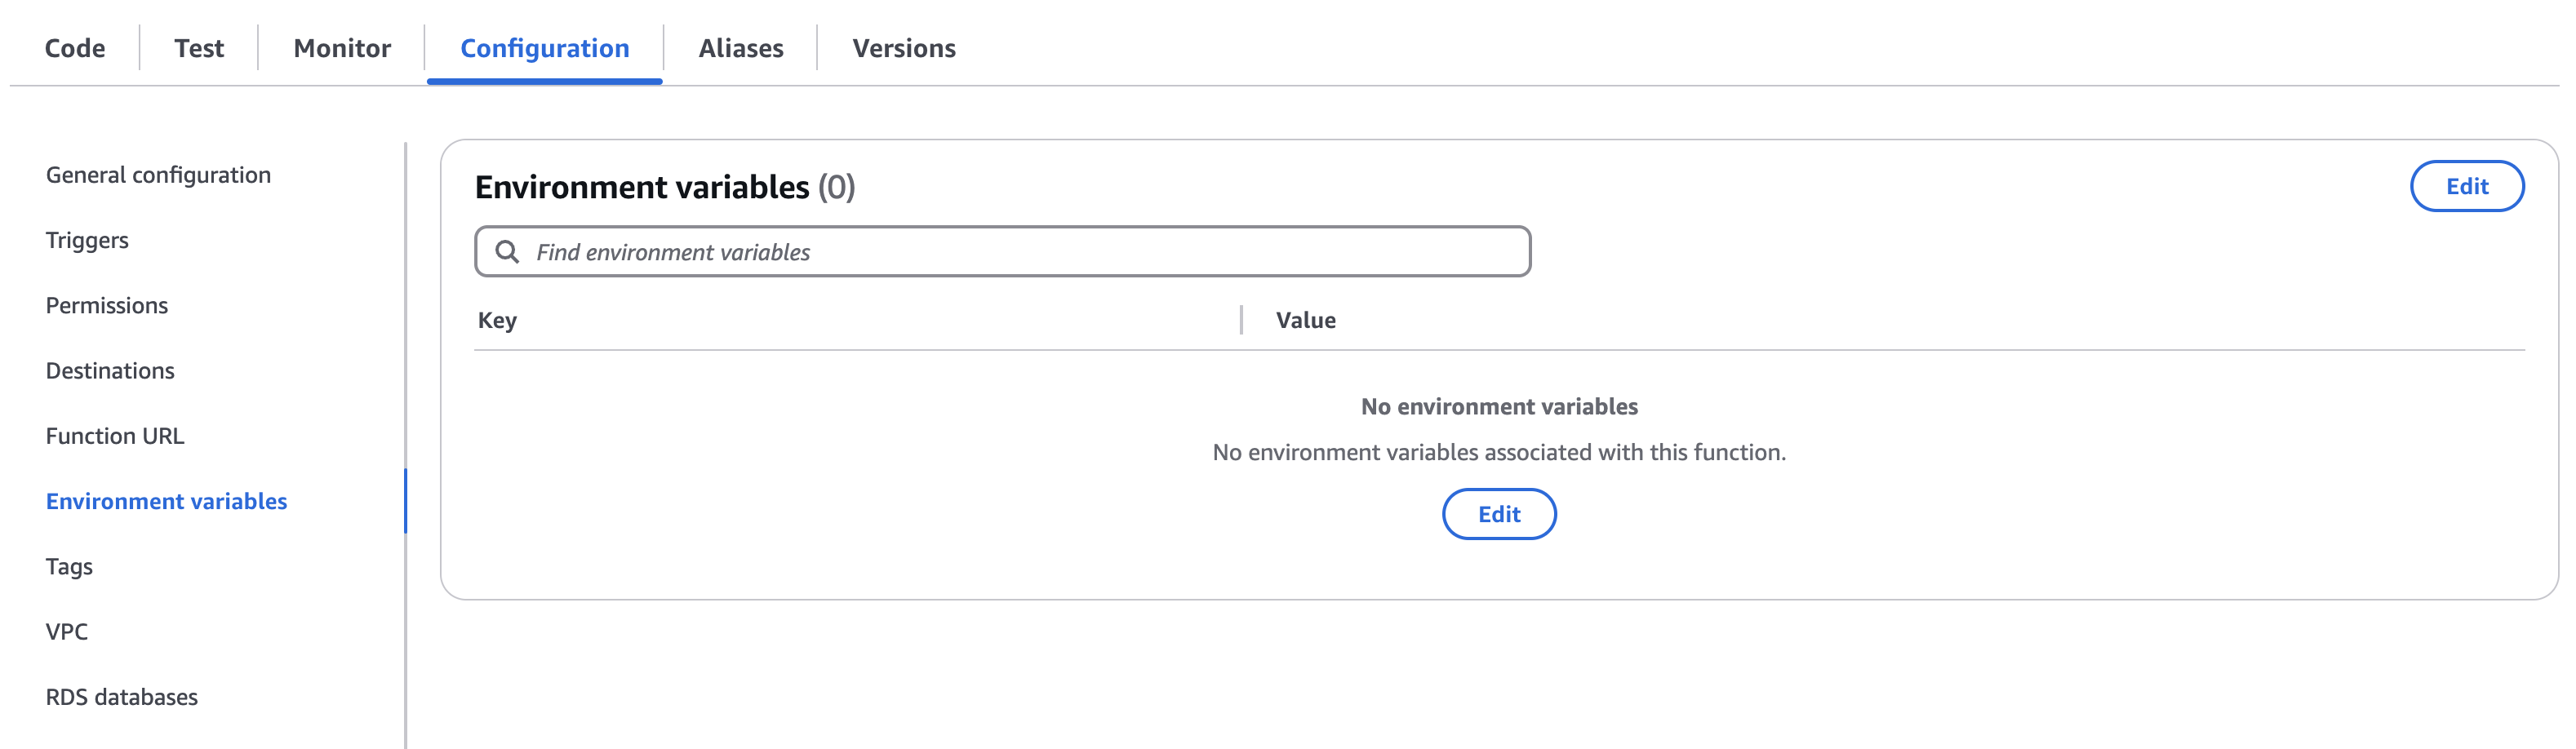 Code Test Monitor Configuration Aliases Versions
General configuration
Triggers
Permissions
Destinations
Function URL
Environment variables
Tags
VPC
RDS databases
Environment variables (0)
Edit
Find environment variables
Key Value
No environment variables
No environment variables associated with this function.
Edit